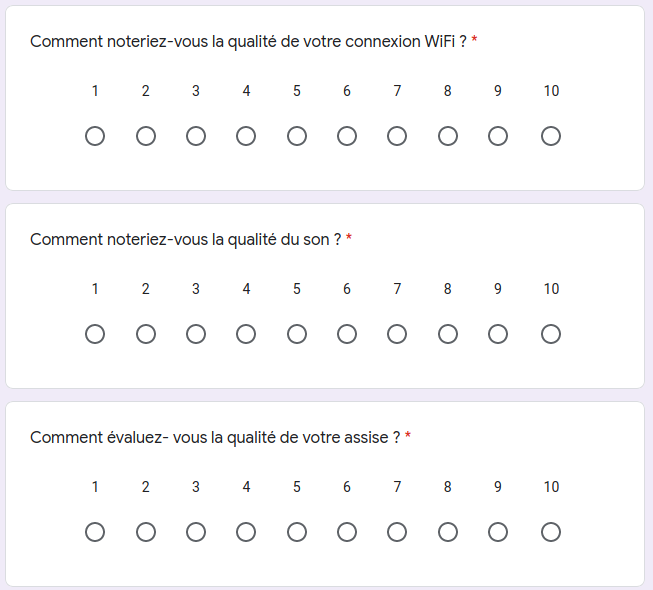 Comment noteriez-vous la qualité de votre connexion WiFi ? *
1 2 3 4 5 6 7 8 9 10
Comment noteriez-vous la qualité du son ? *
1 2 3 4 5 6 7 8 9 10
Comment évaluez- vous la qualité de votre assise ? *
1 2 3 4 5 6 7 8 9 10